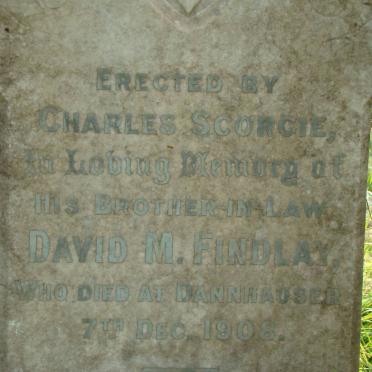 ERECTED BY
CHARLES SCORGIE,
In Loving Memory of
HIS BROTHER-IN-LAW
DAVID M. FINDLAY,
WHO DIED AT DANNHAUSER
7TH DEC. 1908.